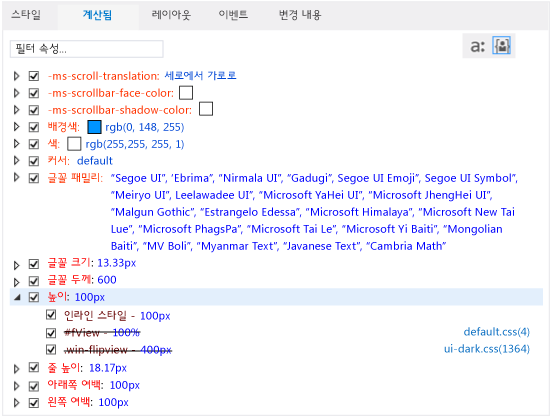 스타일 계산됨 레이아웃 이벤트 변경 내용
필터 속성... a:
-ms-scroll-translation: 세로에서 가로로
-ms-scrollbar-face-color:
-ms-scrollbar-shadow-color:
배경색: rgb(0, 148, 255)
색: rgb(255,255, 255, 1)
커서: default
글꼴 패밀리: "Segoe UI", 'Ebrima", "Nirmala UI", "Gadugi", Segoe UI Emoji", Segoe UI Symbol",
"Meiryo UI", Leelawadee UI", "Microsoft YaHei UI", "Microsoft JhengHei UI",
"Malgun Gothic", "Estrangelo Edessa", "Microsoft Himalaya", "Microsoft New Tai
Lue", "Microsoft PhagsPa", "Microsoft Tai Le", "Microsoft Yi Baiti", "Mongolian
Baiti", "MV Boli", "Myanmar Text", "Javanese Text", "Cambria Math"
글꼴 크기: 13.33px
글꼴 두께: 600
높이: 100px
인라인 스타일 - 100px
#fView - 100% default.css(4)
.win-flipview - 400px ui-dark.css(1364)
줄 높이: 18.17px
아래쪽 여백: 100px
왼쪽 여백: 100px